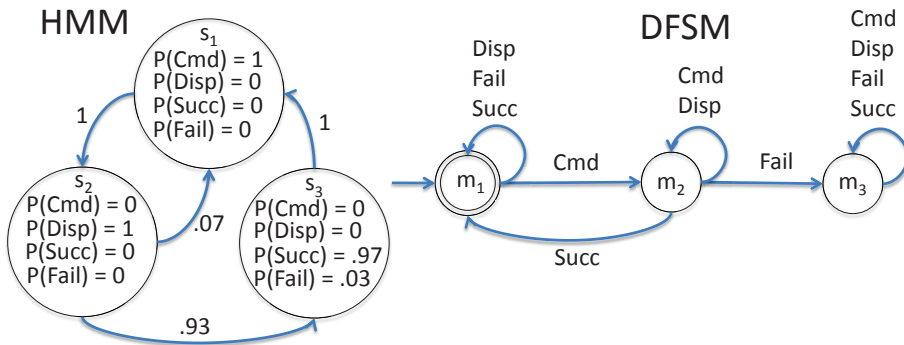 HMM
s1
P(Cmd) = 1
P(Disp) = 0
P(Succ) = 0
P(Fail) = 0
1
1
s2
P(Cmd) = 0
P(Disp) = 1
P(Succ) = 0
P(Fail) = 0
.07
s3
P(Cmd) = 0
P(Disp) = 0
P(Succ) = .97
P(Fail) = .03
.93
DFSM
Disp
Fail
Succ
m1
Cmd
Cmd
Disp
m2
Fail
Succ
Cmd
Disp
Fail
Succ
m3